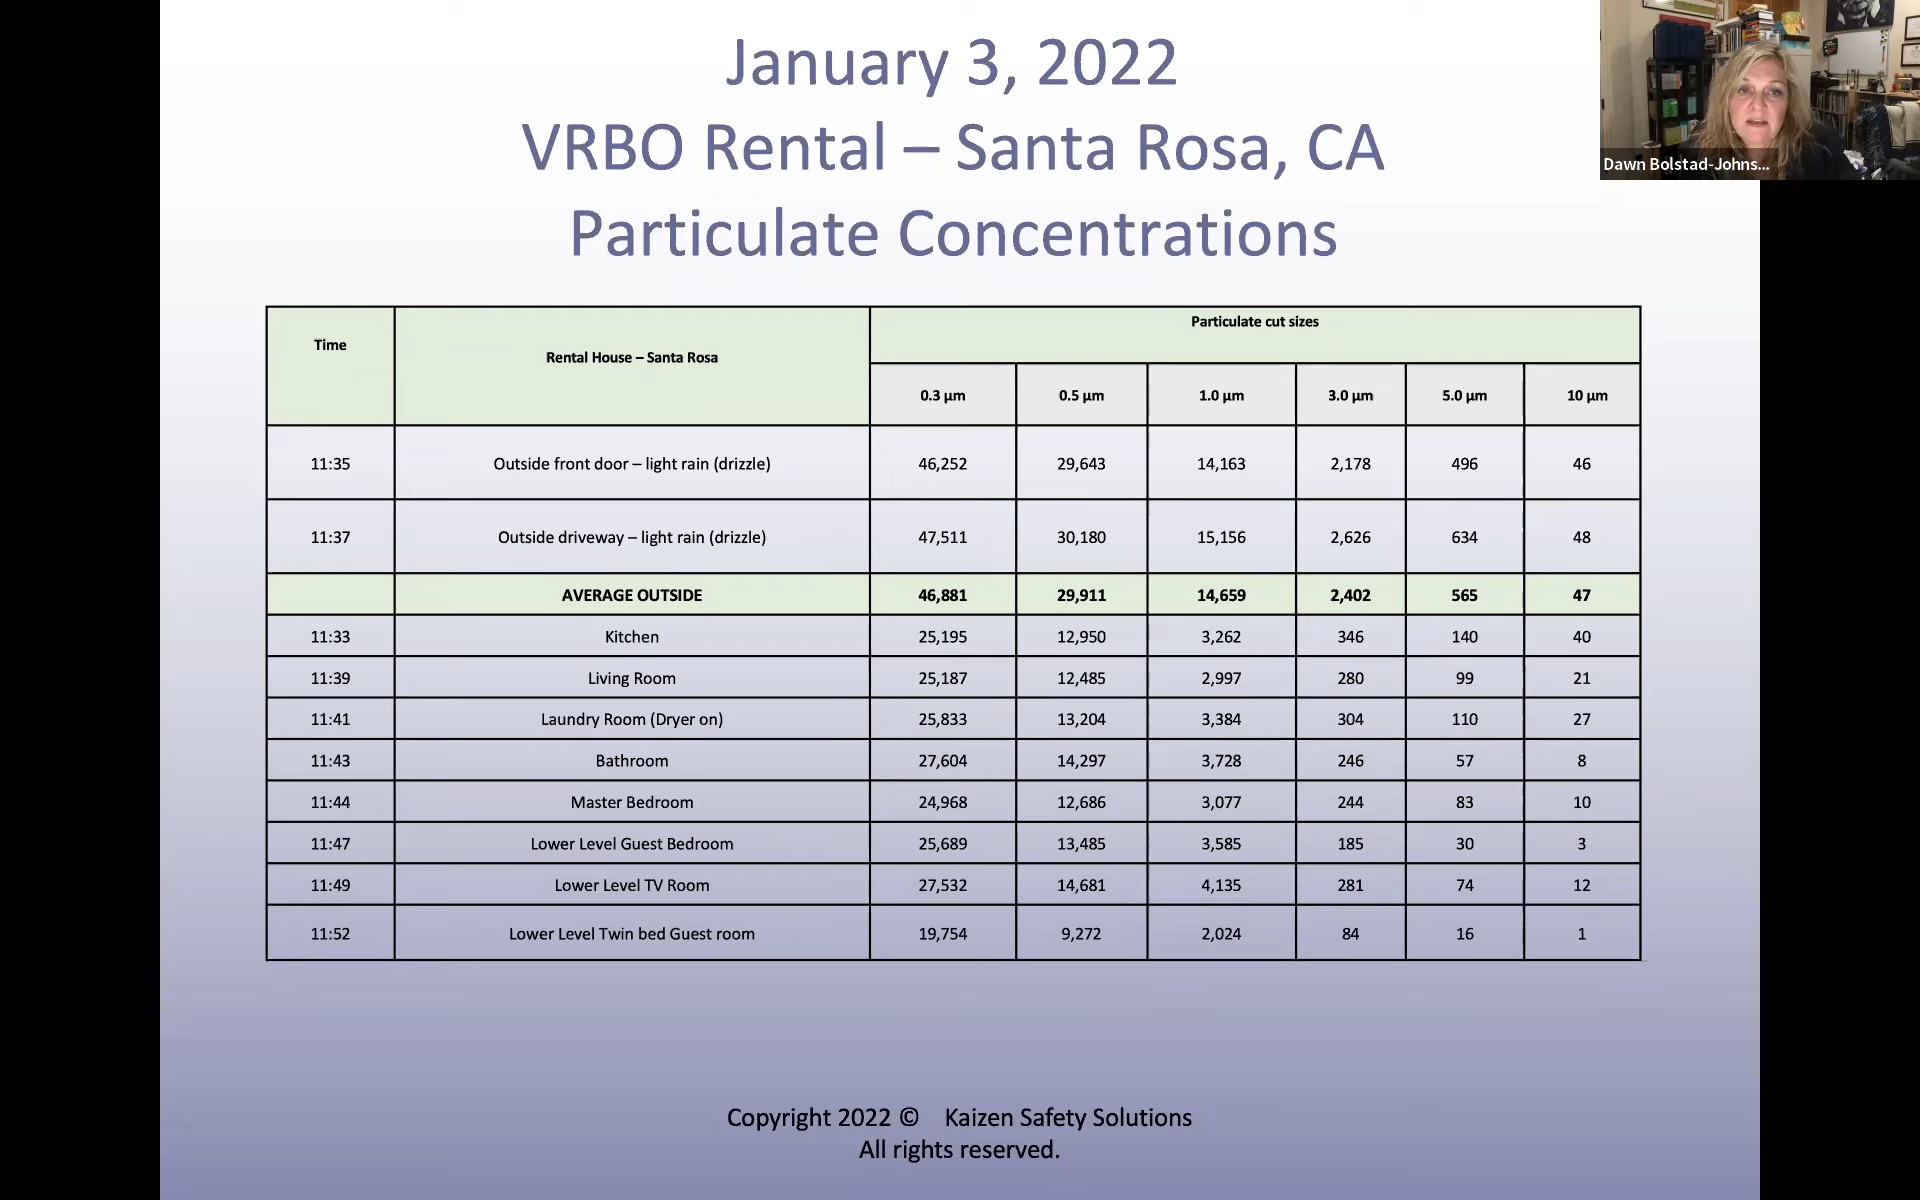 January 3, 2022
VRBO Rental – Santa Rosa, CA
Particulate Concentrations
Dawn Bolstad-Johns...
Time Rental House – Santa Rosa Particulate cut sizes
0.3 µm 0.5 µm 1.0 µm 3.0 µm 5.0 µm 10 µm
11:35 Outside front door – light rain (drizzle) 46,252 29,643 14,163 2,178 496 46
11:37 Outside driveway – light rain (drizzle) 47,511 30,180 15,156 2,626 634 48
AVERAGE OUTSIDE 46,881 29,911 14,659 2,402 565 47
11:33 Kitchen 25,195 12,950 3,262 346 140 40
11:39 Living Room 25,187 12,485 2,997 280 99 21
11:41 Laundry Room (Dryer on) 25,833 13,204 3,384 304 110 27
11:43 Bathroom 27,604 14,297 3,728 246 57 8
11:44 Master Bedroom 24,968 12,686 3,077 244 83 10
11:47 Lower Level Guest Bedroom 25,689 13,485 3,585 185 30 3
11:49 Lower Level TV Room 27,532 14,681 4,135 281 74 12
11:52 Lower Level Twin bed Guest room 19,754 9,272 2,024 84 16 1
Copyright 2022 © Kaizen Safety Solutions
All rights reserved.